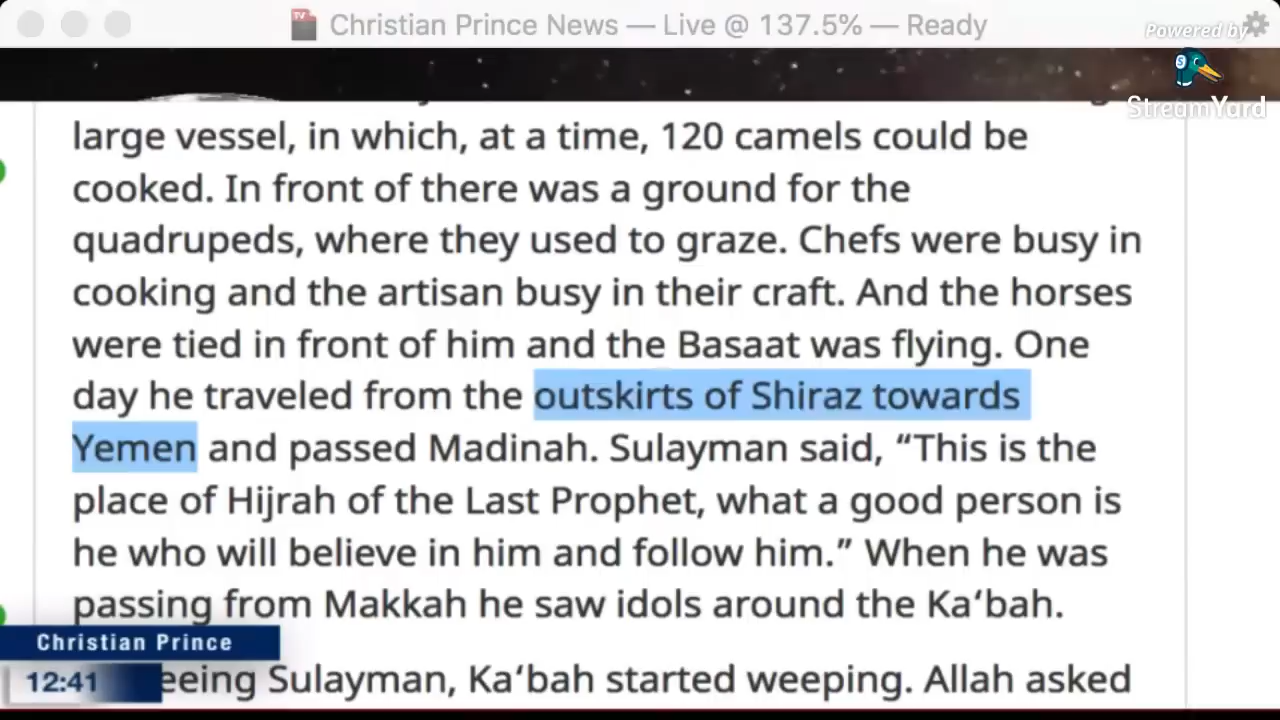 Christian Prince News — Live @ 137.5% — Ready
Powered by
StreamYard
large vessel, in which, at a time, 120 camels could be
cooked. In front of there was a ground for the
quadrupeds, where they used to graze. Chefs were busy in
cooking and the artisan busy in their craft. And the horses
were tied in front of him and the Basaat was flying. One
day he traveled from the outskirts of Shiraz towards
Yemen and passed Madinah. Sulayman said, “This is the
place of Hijrah of the Last Prophet, what a good person is
he who will believe in him and follow him.” When he was
passing from Makkah he saw idols around the Ka‘bah.
Christian Prince
12:41
eeing Sulayman, Ka‘bah started weeping. Allah asked